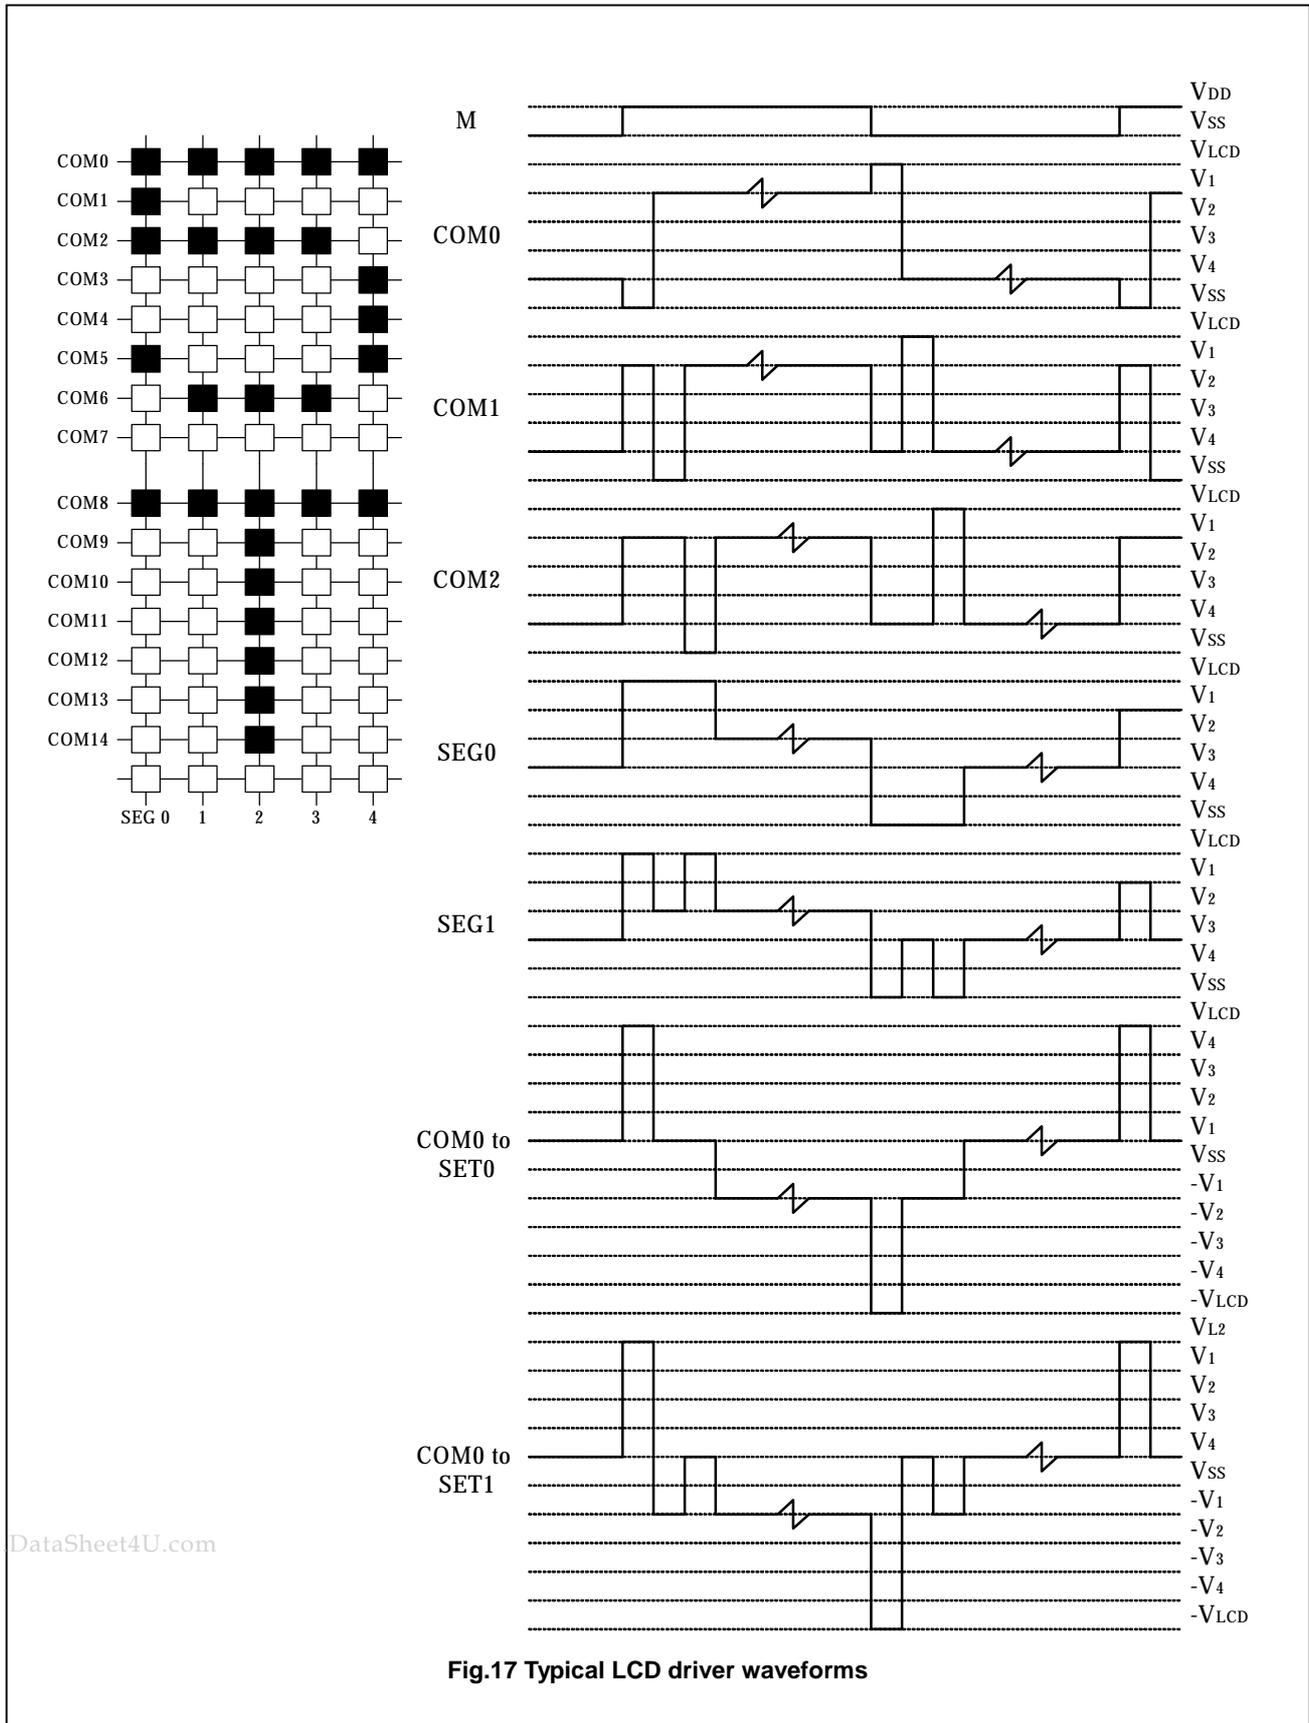 COM0
COM1
COM2
COM3
COM4
COM5
COM6
COM7
COM8
COM9
COM10
COM11
COM12
COM13
COM14
SEG 0 1 2 3 4
M
VDD
VSS
COM0
VLCD
V1
V2
V3
V4
VSS
COM1
VLCD
V1
V2
V3
V4
VSS
COM2
VLCD
V1
V2
V3
V4
VSS
SEG0
VLCD
V1
V2
V3
V4
VSS
SEG1
VLCD
V1
V2
V3
V4
VSS
COM0 to
SET0
VLCD
V4
V3
V2
V1
VSS
-V1
-V2
-V3
-V4
-VLCD
COM0 to
SET1
VL2
V1
V2
V3
V4
VSS
-V1
-V2
-V3
-V4
-VLCD
DataSheet4U.com
Fig.17 Typical LCD driver waveforms